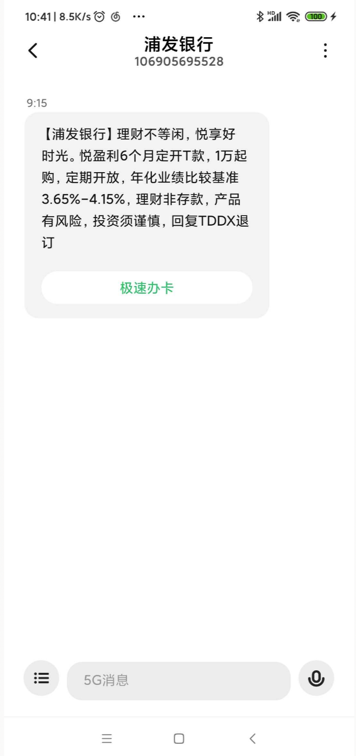 10:41 | 8.5K/s
HD
100
浦发银行
106905695528
9:15
【浦发银行】理财不等闲，悦享好
时光。悦盈利6个月定开T款，1万起
购，定期开放，年化业绩比较基准
3.65%-4.15%，理财非存款，产品
有风险，投资须谨慎，回复TDDX退
订
极速办卡
5G消息